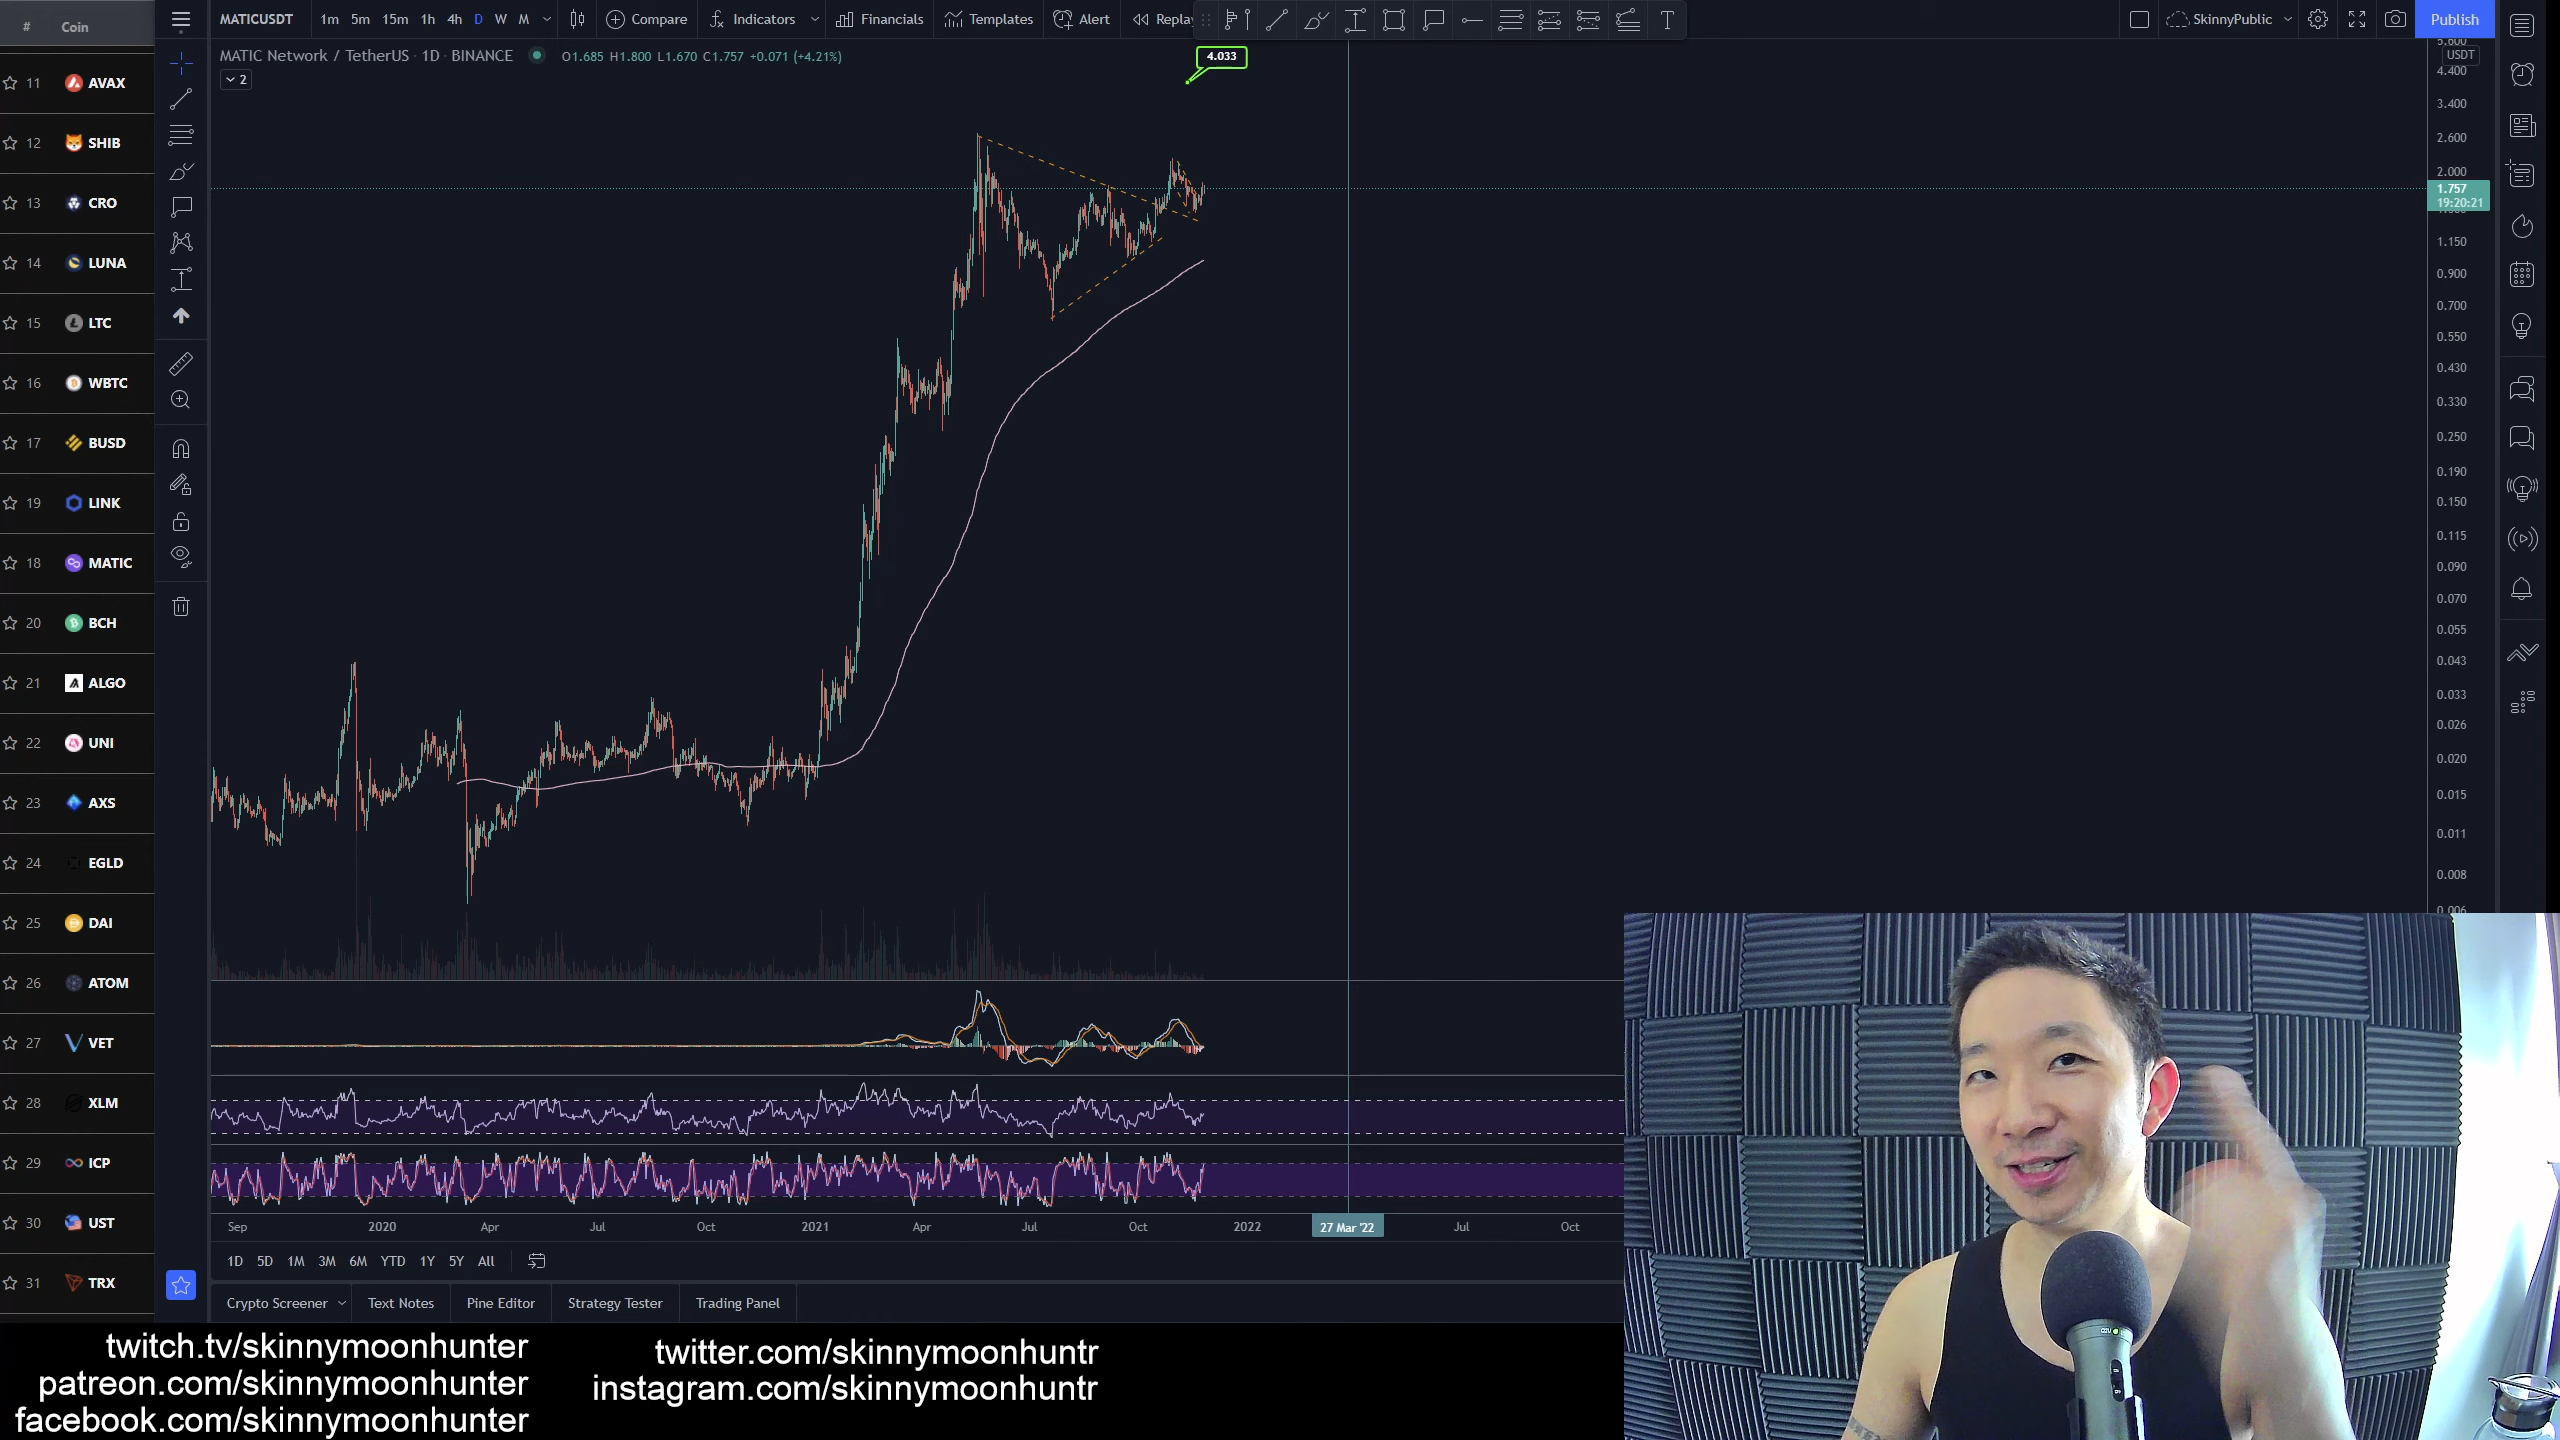 # Coin
11 AVAX
12 SHIB
13 CRO
14 LUNA
15 LTC
16 WBTC
17 BUSD
19 LINK
18 MATIC
20 BCH
21 ALGO
22 UNI
23 AXS
24 EGLD
25 DAI
26 ATOM
27 VET
28 XLM
29 ICP
30 UST
31 TRX
MATICUSDT 1m 5m 15m 1h 4h D W M Compare Indicators Financials Templates Alert Replay T SkinnyPublic Publish
MATIC Network / TetherUS · 1D · BINANCE O1.685 H1.800 L1.670 C1.757 +0.071 (+4.21%)
2
4.033
5.600
USDT
4.400
3.400
2.600
2.000
1.757
19:20:21
1.150
0.900
0.700
0.550
0.430
0.330
0.250
0.190
0.150
0.115
0.090
0.070
0.055
0.043
0.033
0.026
0.020
0.015
0.011
0.008
0.006
Sep 2020 Apr Jul Oct 2021 Apr Jul Oct 2022 27 Mar '22 Jul Oct
1D 5D 1M 3M 6M YTD 1Y 5Y All
Crypto Screener Text Notes Pine Editor Strategy Tester Trading Panel
twitch.tv/skinnymoonhunter
patreon.com/skinnymoonhunter
facebook.com/skinnymoonhunter
twitter.com/skinnymoonhuntr
instagram.com/skinnymoonhuntr